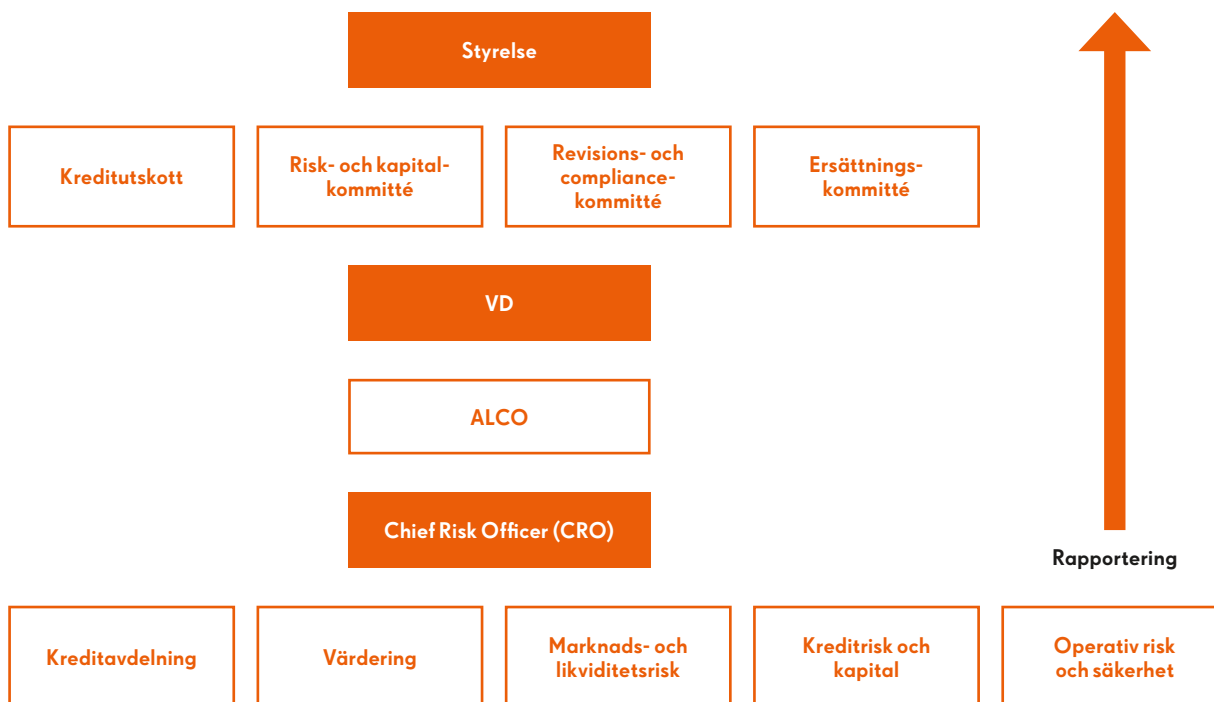 Styrelse
Kreditutskott
Risk- och kapital-
kommitté
Revisions- och
compliance-
kommitté
Ersättnings-
kommitté
VD
ALCO
Chief Risk Officer (CRO)
Rapportering
Kreditavdelning
Värdering
Marknads- och
likviditetsrisk
Kreditrisk och
kapital
Operativ risk
och säkerhet